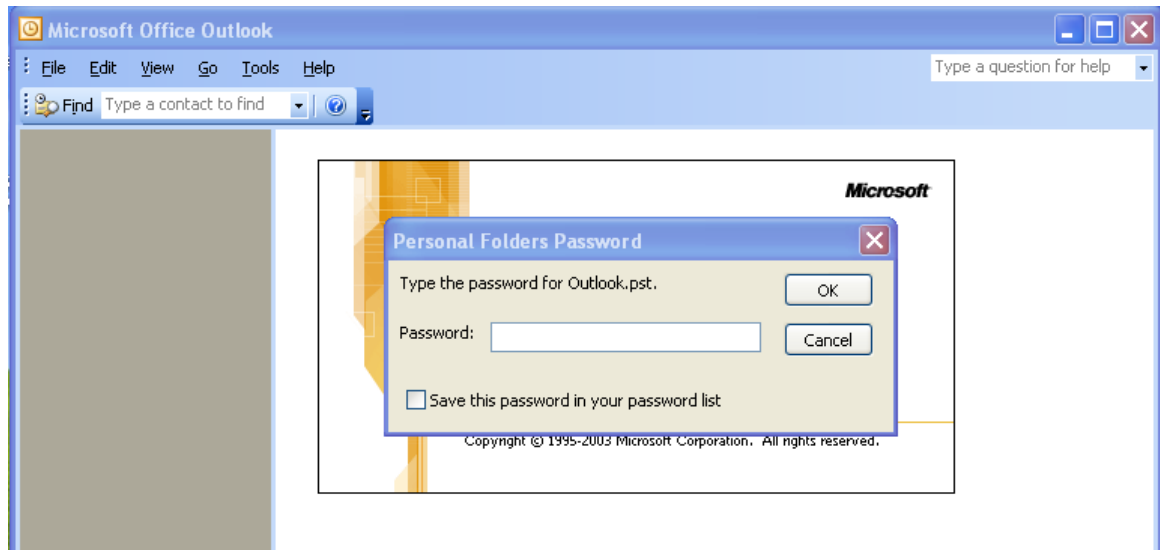 Microsoft Office Outlook
File Edit View Go Tools Help
Type a question for help
Find Type a contact to find
Microsoft
Personal Folders Password
Type the password for Outlook.pst.
OK
Password:
Cancel
Save this password in your password list
Copyright © 1995-2003 Microsoft Corporation. All rights reserved.